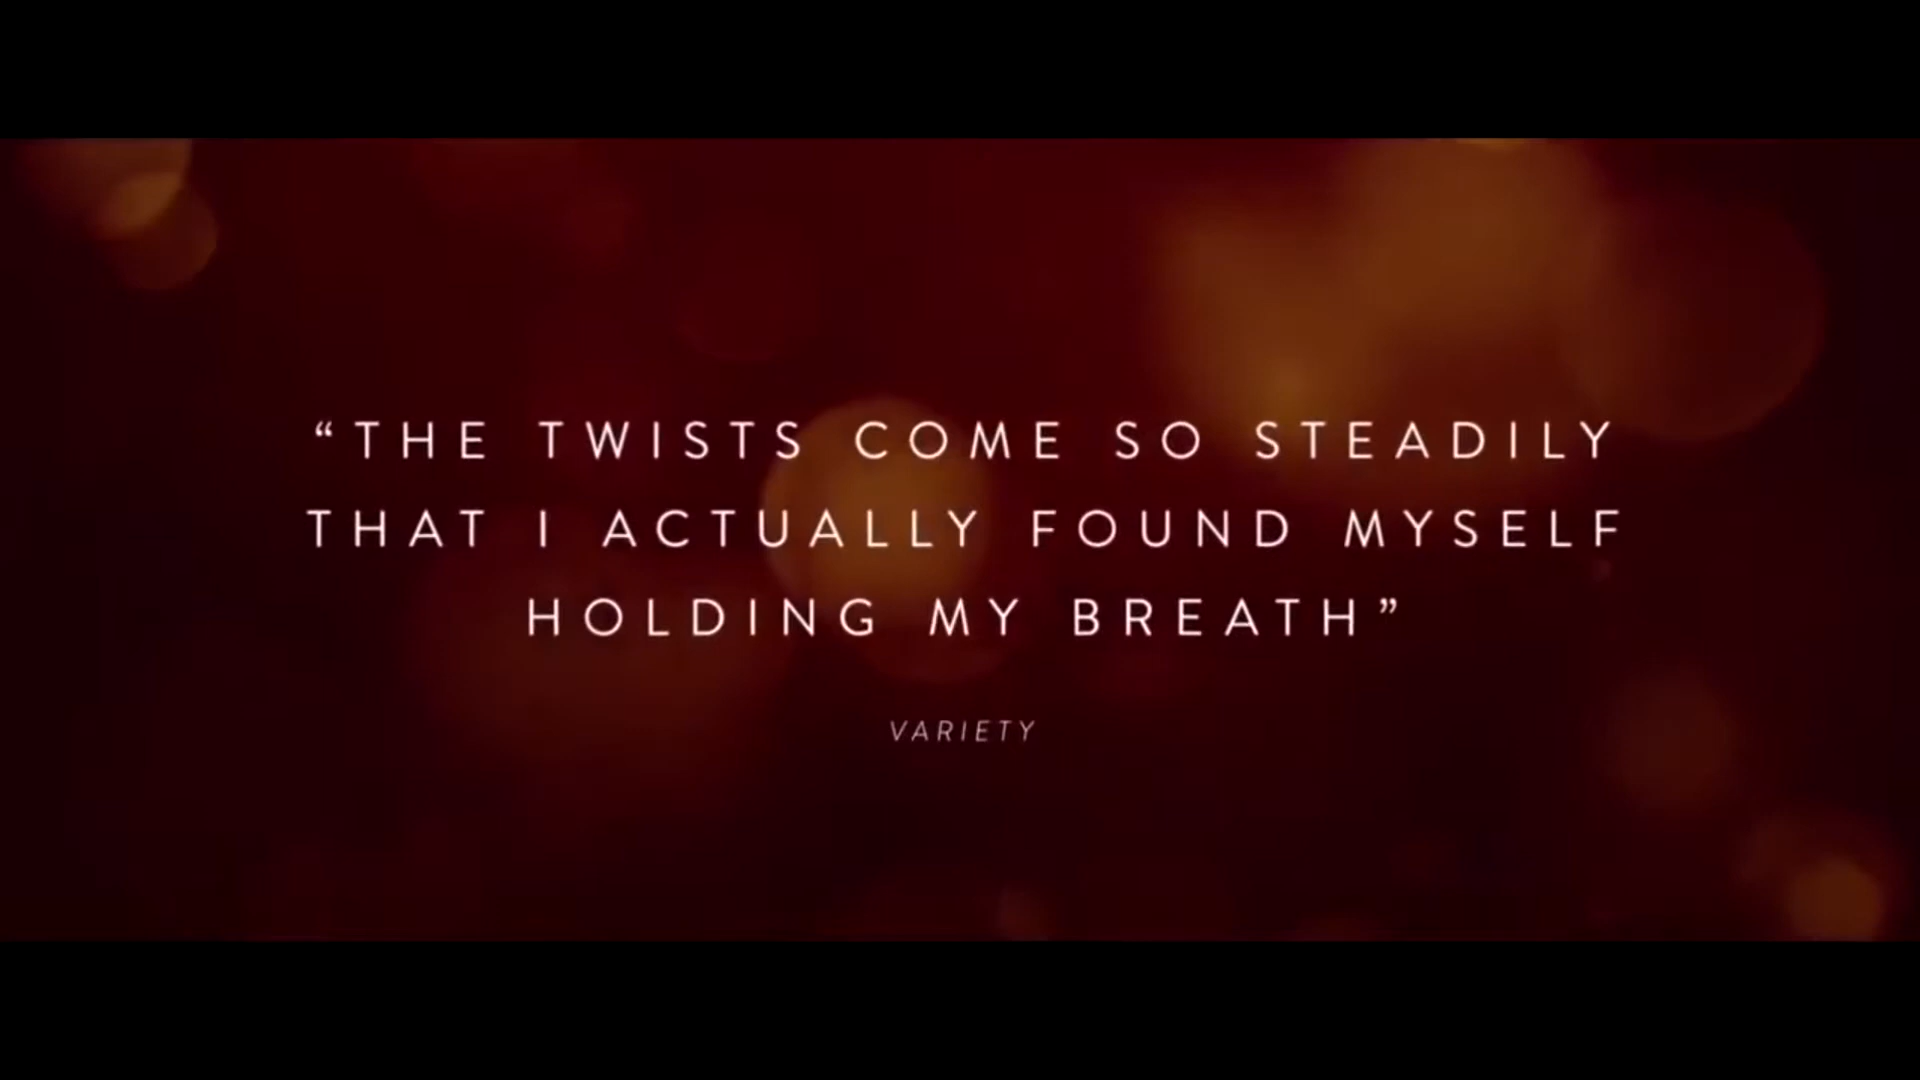 “THE TWISTS COME SO STEADILY
THAT I ACTUALLY FOUND MYSELF
HOLDING MY BREATH”
VARIETY